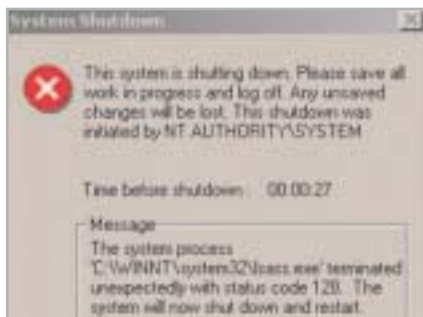 System Shutdown
This system is shutting down. Please save all
work in progress and log off. Any unsaved
changes will be lost. This shutdown was
initiated by NT AUTHORITY\SYSTEM
Time before shutdown : 00:00:27
Message
The system process
'C:\WINNT\system32\lsass.exe' terminated
unexpectedly with status code 128. The
system will now shut down and restart.